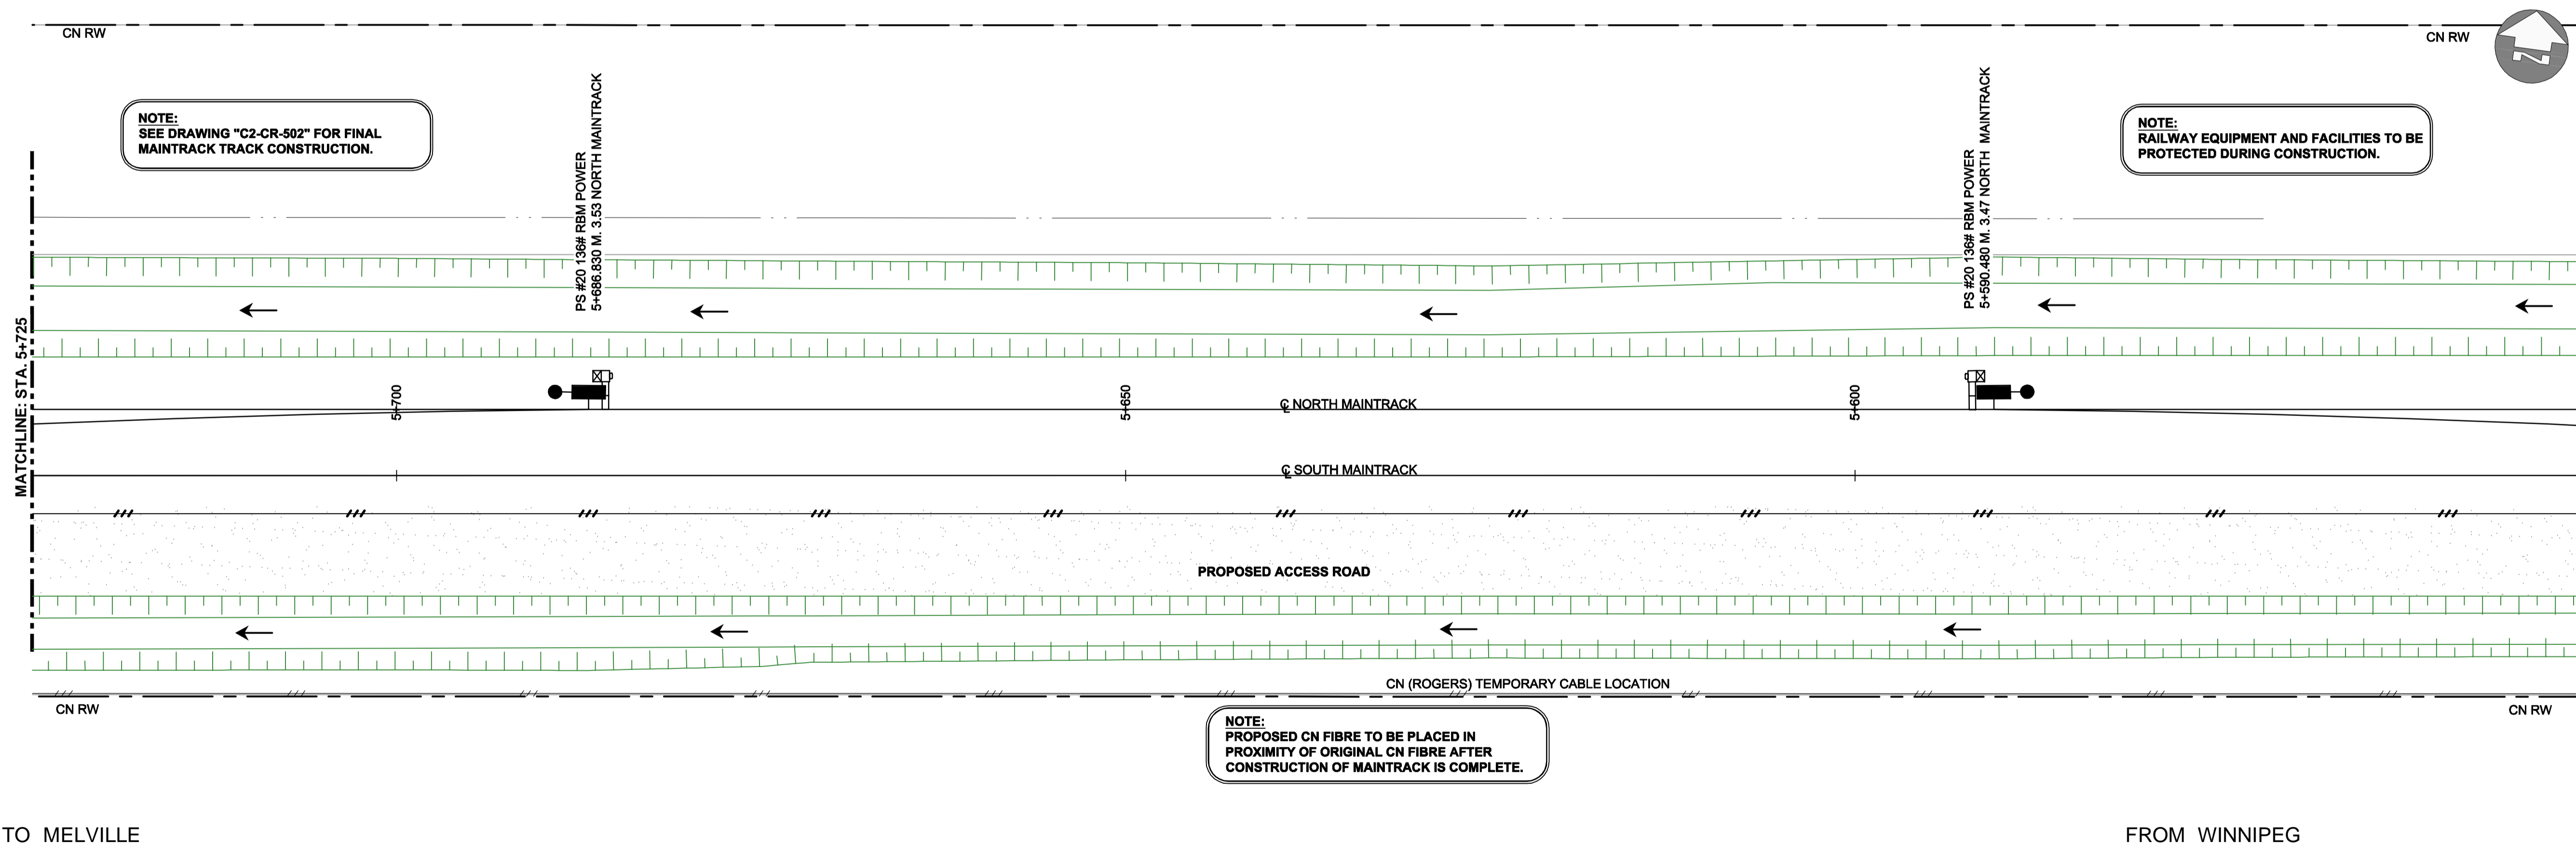 CN RW
CN RW
N
NOTE:
SEE DRAWING "C2-CR-502" FOR FINAL
MAINTRACK TRACK CONSTRUCTION.
PS #20 136# RBM POWER
5+686.830 M. 3.53 NORTH MAINTRACK
PS #20 136# RBM POWER
5+590.480 M. 3.47 NORTH MAINTRACK
NOTE:
RAILWAY EQUIPMENT AND FACILITIES TO BE
PROTECTED DURING CONSTRUCTION.
MATCHLINE: STA. 5+725
5+700
5+650
℄ NORTH MAINTRACK
5+600
℄ SOUTH MAINTRACK
PROPOSED ACCESS ROAD
CN (ROGERS) TEMPORARY CABLE LOCATION
CN RW
CN RW
NOTE:
PROPOSED CN FIBRE TO BE PLACED IN
PROXIMITY OF ORIGINAL CN FIBRE AFTER
CONSTRUCTION OF MAINTRACK IS COMPLETE.
TO MELVILLE
FROM WINNIPEG